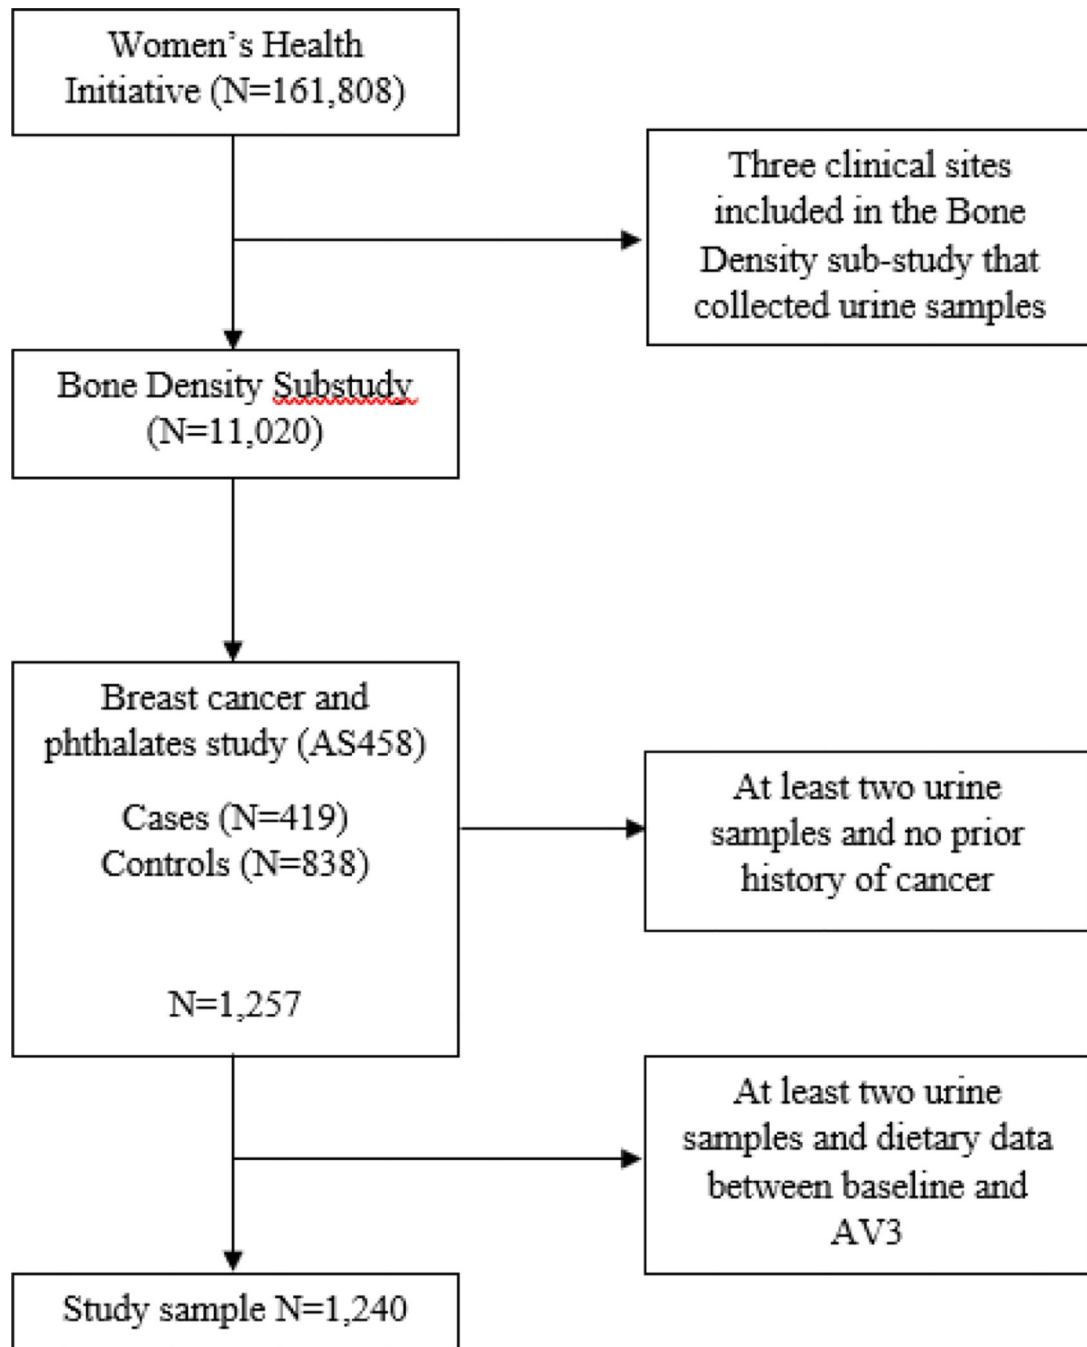 Women’s Health
Initiative (N=161,808)
Three clinical sites
included in the Bone
Density sub-study that
collected urine samples
Bone Density Substudy
(N=11,020)
Breast cancer and
phthalates study (AS458)
Cases (N=419)
Controls (N=838)
N=1,257
At least two urine
samples and no prior
history of cancer
At least two urine
samples and dietary data
between baseline and
AV3
Study sample N=1,240